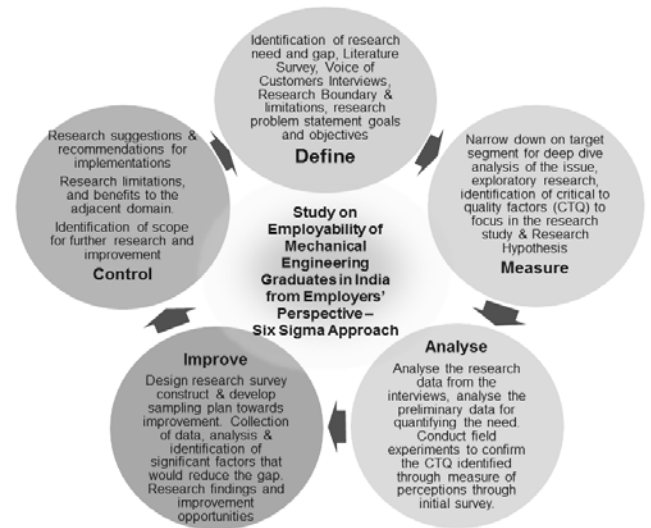 Identification of research
need and gap, Literature
Survey, Voice of
Customers Interviews,
Research Boundary &
limitations, research
problem statement goals
and objectives
Define
Narrow down on target
segment for deep dive
analysis of the issue,
exploratory research,
identification of critical to
quality factors (CTQ) to
focus in the research
study & Research
Hypothesis
Measure
Analyse
Analyse the research
data from the
interviews, analyse the
preliminary data for
quantifying the need.
Conduct field
experiments to confirm
the CTQ identified
through measure of
perceptions through
initial survey.
Improve
Design research survey
construct & develop
sampling plan towards
improvement. Collection
of data, analysis &
identification of
significant factors that
would reduce the gap.
Research findings and
improvement
opportunities
Research suggestions &
recommendations for
implementations
Research limitations,
and benefits to the
adjacent domain.
Identification of scope
for further research and
improvement
Control
Study on
Employability of
Mechanical
Engineering
Graduates in India
from Employers'
Perspective –
Six Sigma Approach